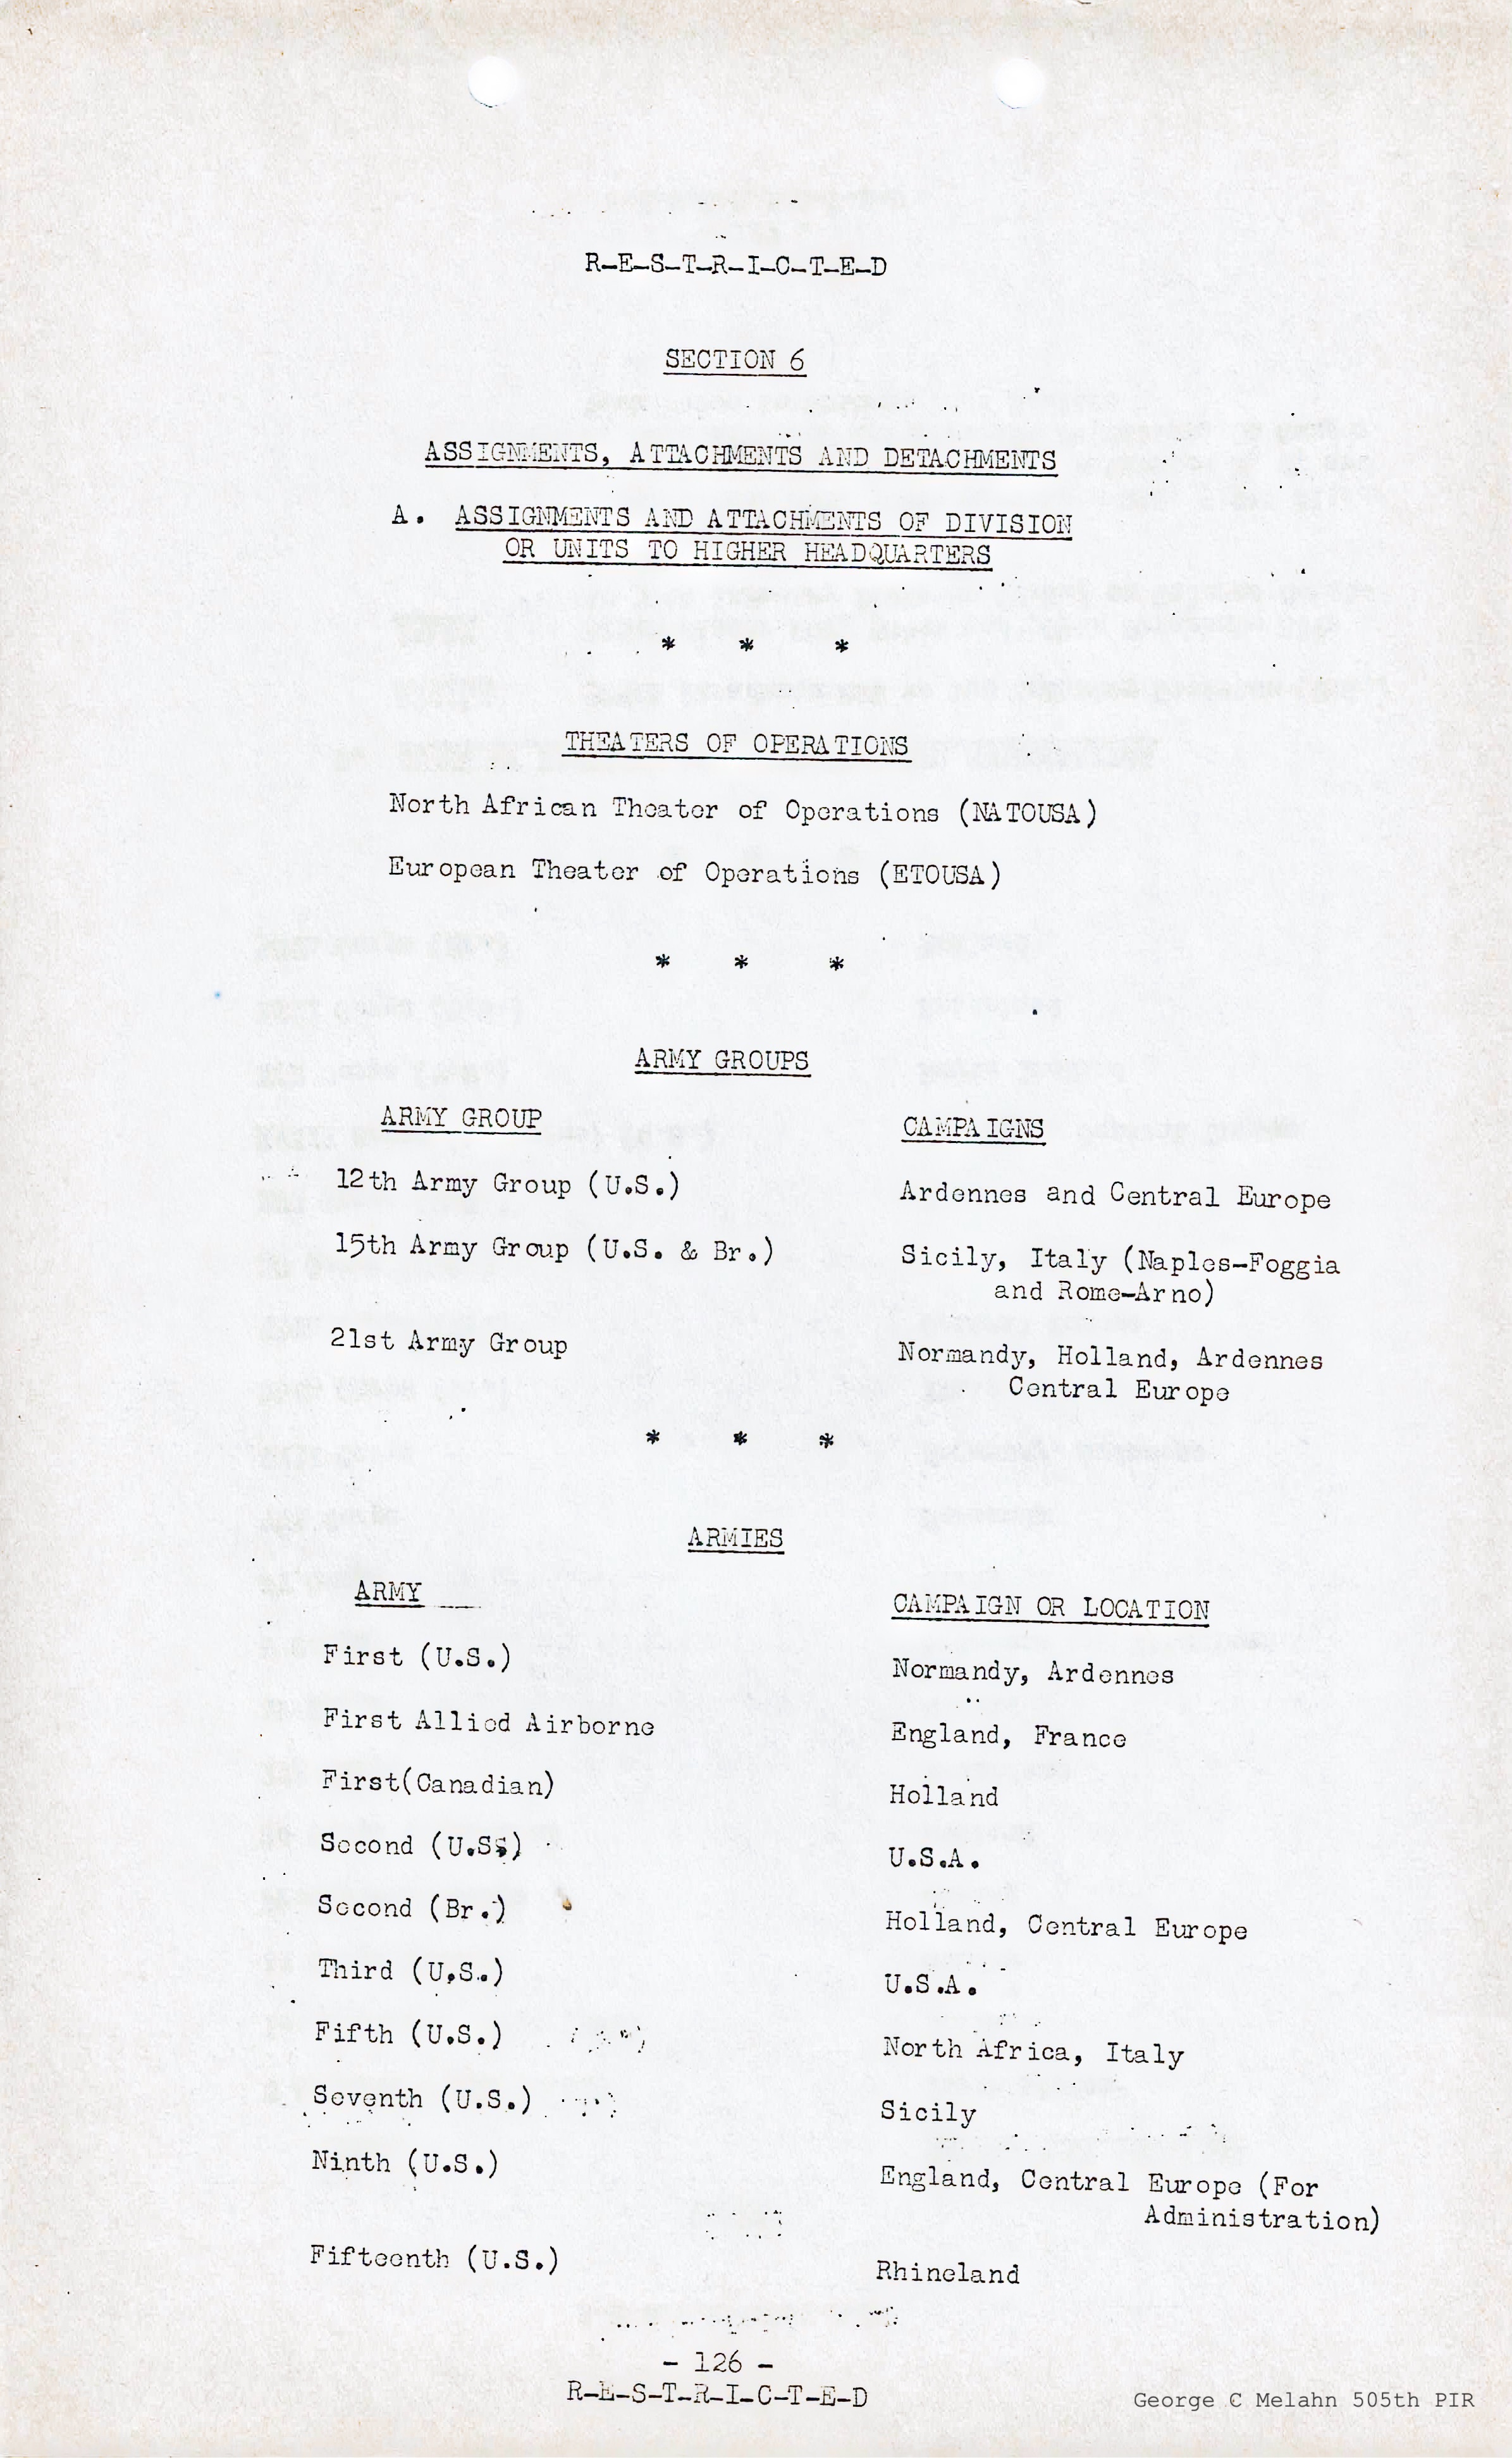 R-E-S-T-R-I-C-T-E-D
SECTION 6
ASSIGNMENTS, ATTACHMENTS AND DETACHMENTS
A. ASSIGNMENTS AND ATTACHMENTS OF DIVISION
OR UNITS TO HIGHER HEADQUARTERS
* * *
THEATERS OF OPERATIONS
North African Theater of Operations (NATOUSA)
European Theater of Operations (ETOUSA)
* * *
ARMY GROUPS
ARMY GROUP CAMPAIGNS
12th Army Group (U.S.) Ardennes and Central Europe
15th Army Group (U.S. & Br.) Sicily, Italy (Naples-Foggia
and Rome-Arno)
21st Army Group Normandy, Holland, Ardennes
Central Europe
* * *
ARMIES
ARMY CAMPAIGN OR LOCATION
First (U.S.) Normandy, Ardennes
First Allied Airborne England, France
First(Canadian) Holland
Second (U.S.) U.S.A.
Second (Br.) Holland, Central Europe
Third (U.S.) U.S.A.
Fifth (U.S.) North Africa, Italy
Seventh (U.S.) Sicily
Ninth (U.S.) England, Central Europe (For
Administration)
Fifteenth (U.S.) Rhineland
- 126 -
R-E-S-T-R-I-C-T-E-D
George C Melahn 505th PIR